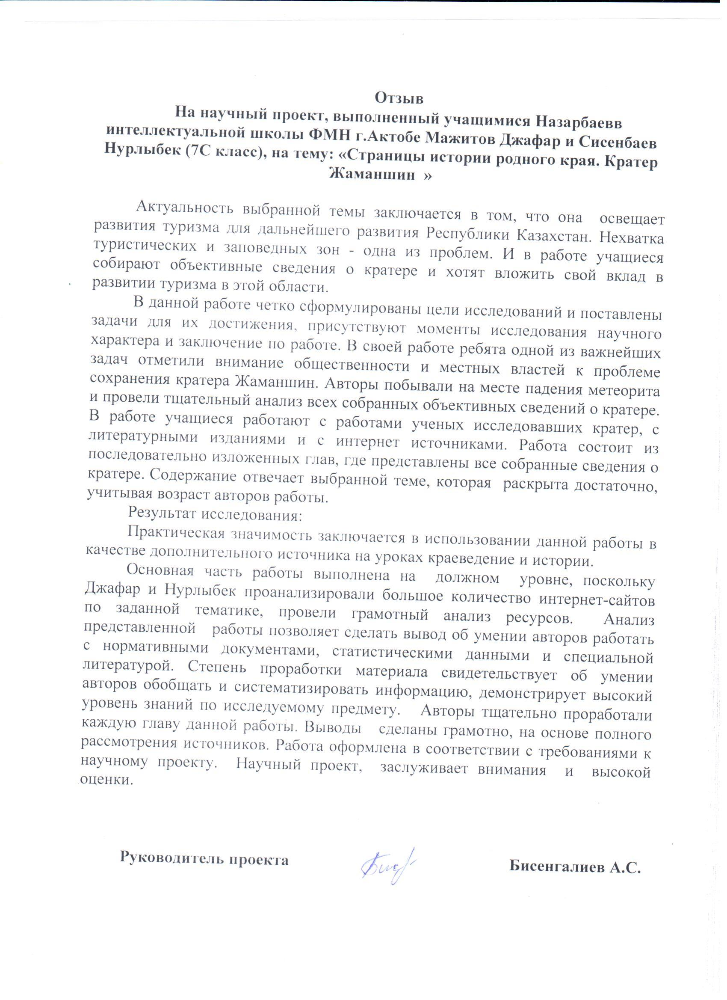 Отзыв
На научный проект, выполненный учащимися Назарбаевв
интеллектуальной школы ФМН г.Актобе Мажитов Джафар и Сисенбаев
Нурлыбек (7С класс), на тему: «Страницы истории родного края. Кратер
Жаманшин »
Актуальность выбранной темы заключается в том, что она освещает
развития туризма для дальнейшего развития Республики Казахстан. Нехватка
туристических и заповедных зон - одна из проблем. И в работе учащиеся
собирают объективные сведения о кратере и хотят вложить свой вклад в
развитии туризма в этой области.
В данной работе четко сформулированы цели исследований и поставлены
задачи для их достижения, присутствуют моменты исследования научного
характера и заключение по работе. В своей работе ребята одной из важнейших
задач отметили внимание общественности и местных властей к проблеме
сохранения кратера Жаманшин. Авторы побывали на месте падения метеорита
и провели тщательный анализ всех собранных объективных сведений о кратере.
В работе учащиеся работают с работами ученых исследовавших кратер, с
литературными изданиями и с интернет источниками. Работа состоит из
последовательно изложенных глав, где представлены все собранные сведения о
кратере. Содержание отвечает выбранной теме, которая раскрыта достаточно,
учитывая возраст авторов работы.
Результат исследования:
Практическая значимость заключается в использовании данной работы в
качестве дополнительного источника на уроках краеведение и истории.
Основная часть работы выполнена на должном уровне, поскольку
Джафар и Нурлыбек проанализировали большое количество интернет-сайтов
по заданной тематике, провели грамотный анализ ресурсов. Анализ
представленной работы позволяет сделать вывод об умении авторов работать
с нормативными документами, статистическими данными и специальной
литературой. Степень проработки материала свидетельствует об умении
авторов обобщать и систематизировать информацию, демонстрирует высокий
уровень знаний по исследуемому предмету. Авторы тщательно проработали
каждую главу данной работы. Выводы сделаны грамотно, на основе полного
рассмотрения источников. Работа оформлена в соответствии с требованиями к
научному проекту. Научный проект, заслуживает внимания и высокой
оценки.
Руководитель проекта Бисенгалиев А.С.